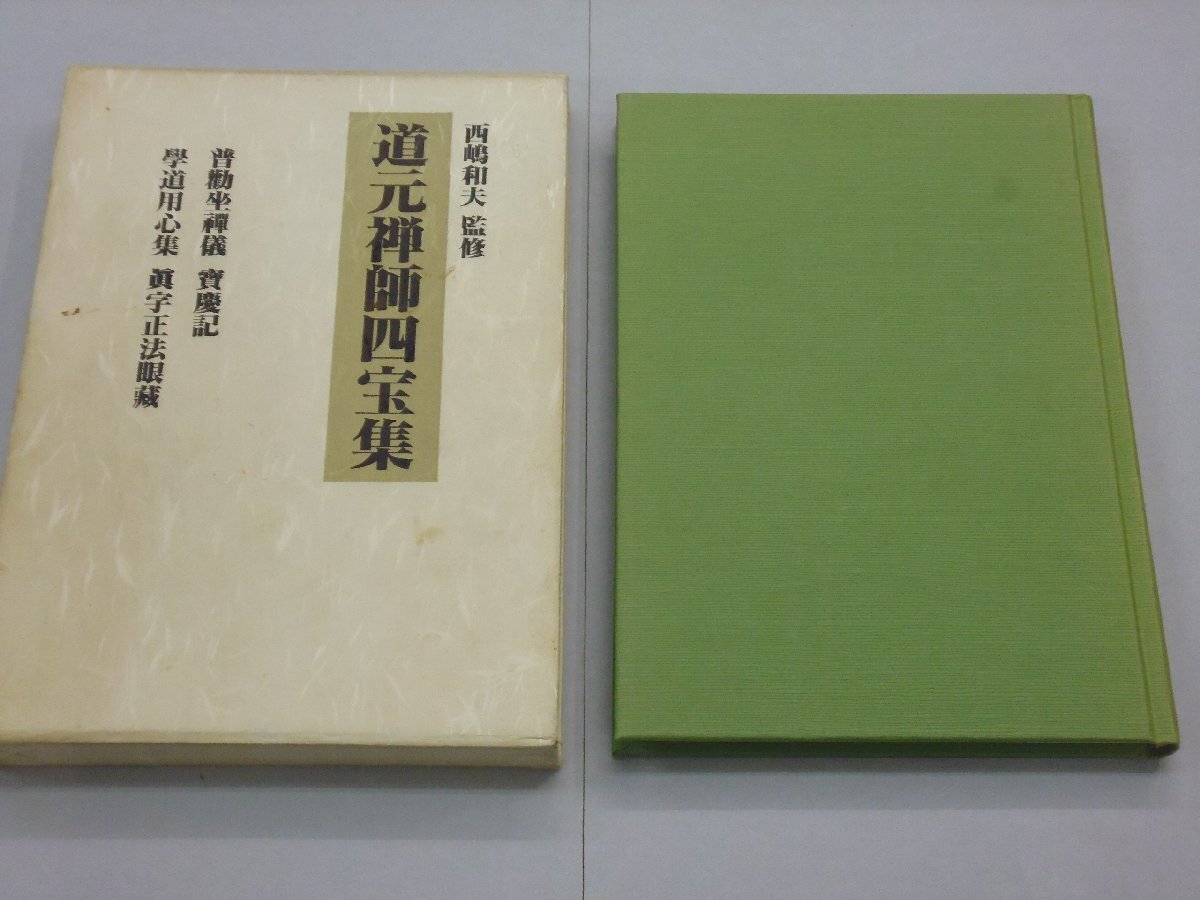 西嶋和夫 監修
道元禅師四宝集
普勸坐禪儀 寶慶記
學道用心集 眞字正法眼藏